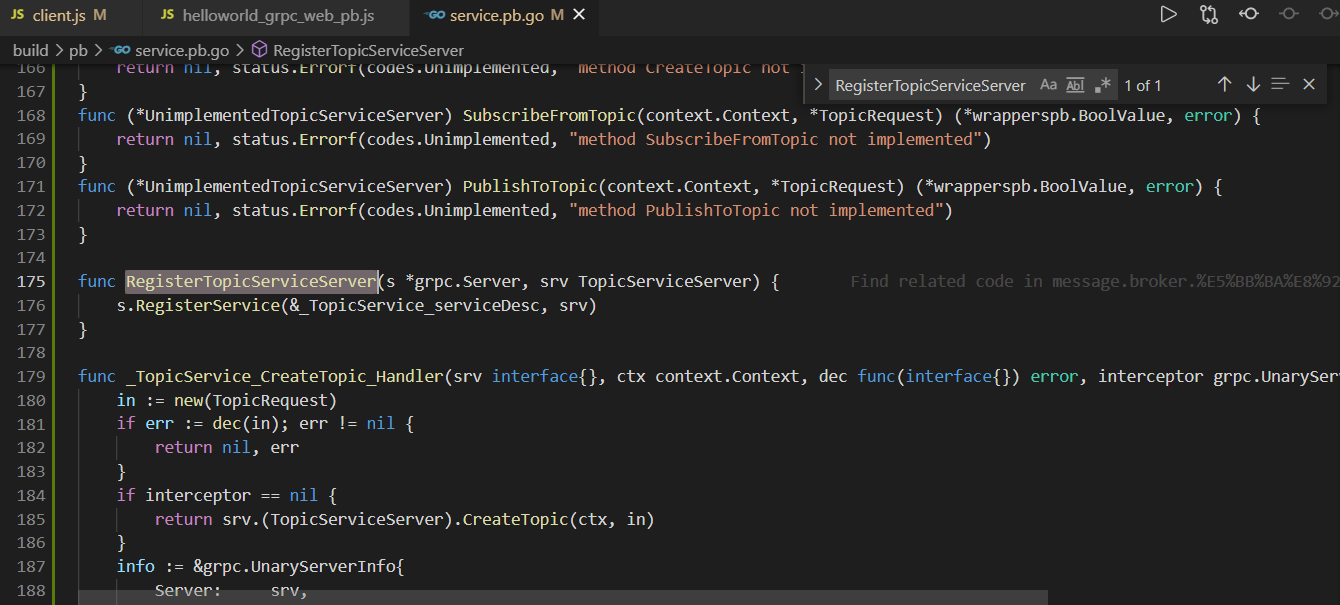 JS client.js M JS helloworld_grpc_web_pb.js GO service.pb.go M
build > pb > GO service.pb.go > RegisterTopicServiceServer
RegisterTopicServiceServer Aa Abl .* 1 of 1
166 return nil, status.Errorf(codes.Unimplemented, "method CreateTopic not
167 }
168 func (*UnimplementedTopicServiceServer) SubscribeFromTopic(context.Context, *TopicRequest) (*wrapperspb.BoolValue, error) {
169 return nil, status.Errorf(codes.Unimplemented, "method SubscribeFromTopic not implemented")
170 }
171 func (*UnimplementedTopicServiceServer) PublishToTopic(context.Context, *TopicRequest) (*wrapperspb.BoolValue, error) {
172 return nil, status.Errorf(codes.Unimplemented, "method PublishToTopic not implemented")
173 }
174
175 func RegisterTopicServiceServer(s *grpc.Server, srv TopicServiceServer) { Find related code in message.broker.%E5%BB%BA%E8%92
176 s.RegisterService(&_TopicService_serviceDesc, srv)
177 }
178
179 func _TopicService_CreateTopic_Handler(srv interface{}, ctx context.Context, dec func(interface{}) error, interceptor grpc.UnaryServ
180 in := new(TopicRequest)
181 if err := dec(in); err != nil {
182 return nil, err
183 }
184 if interceptor == nil {
185 return srv.(TopicServiceServer).CreateTopic(ctx, in)
186 }
187 info := &grpc.UnaryServerInfo{
188 Server: srv,